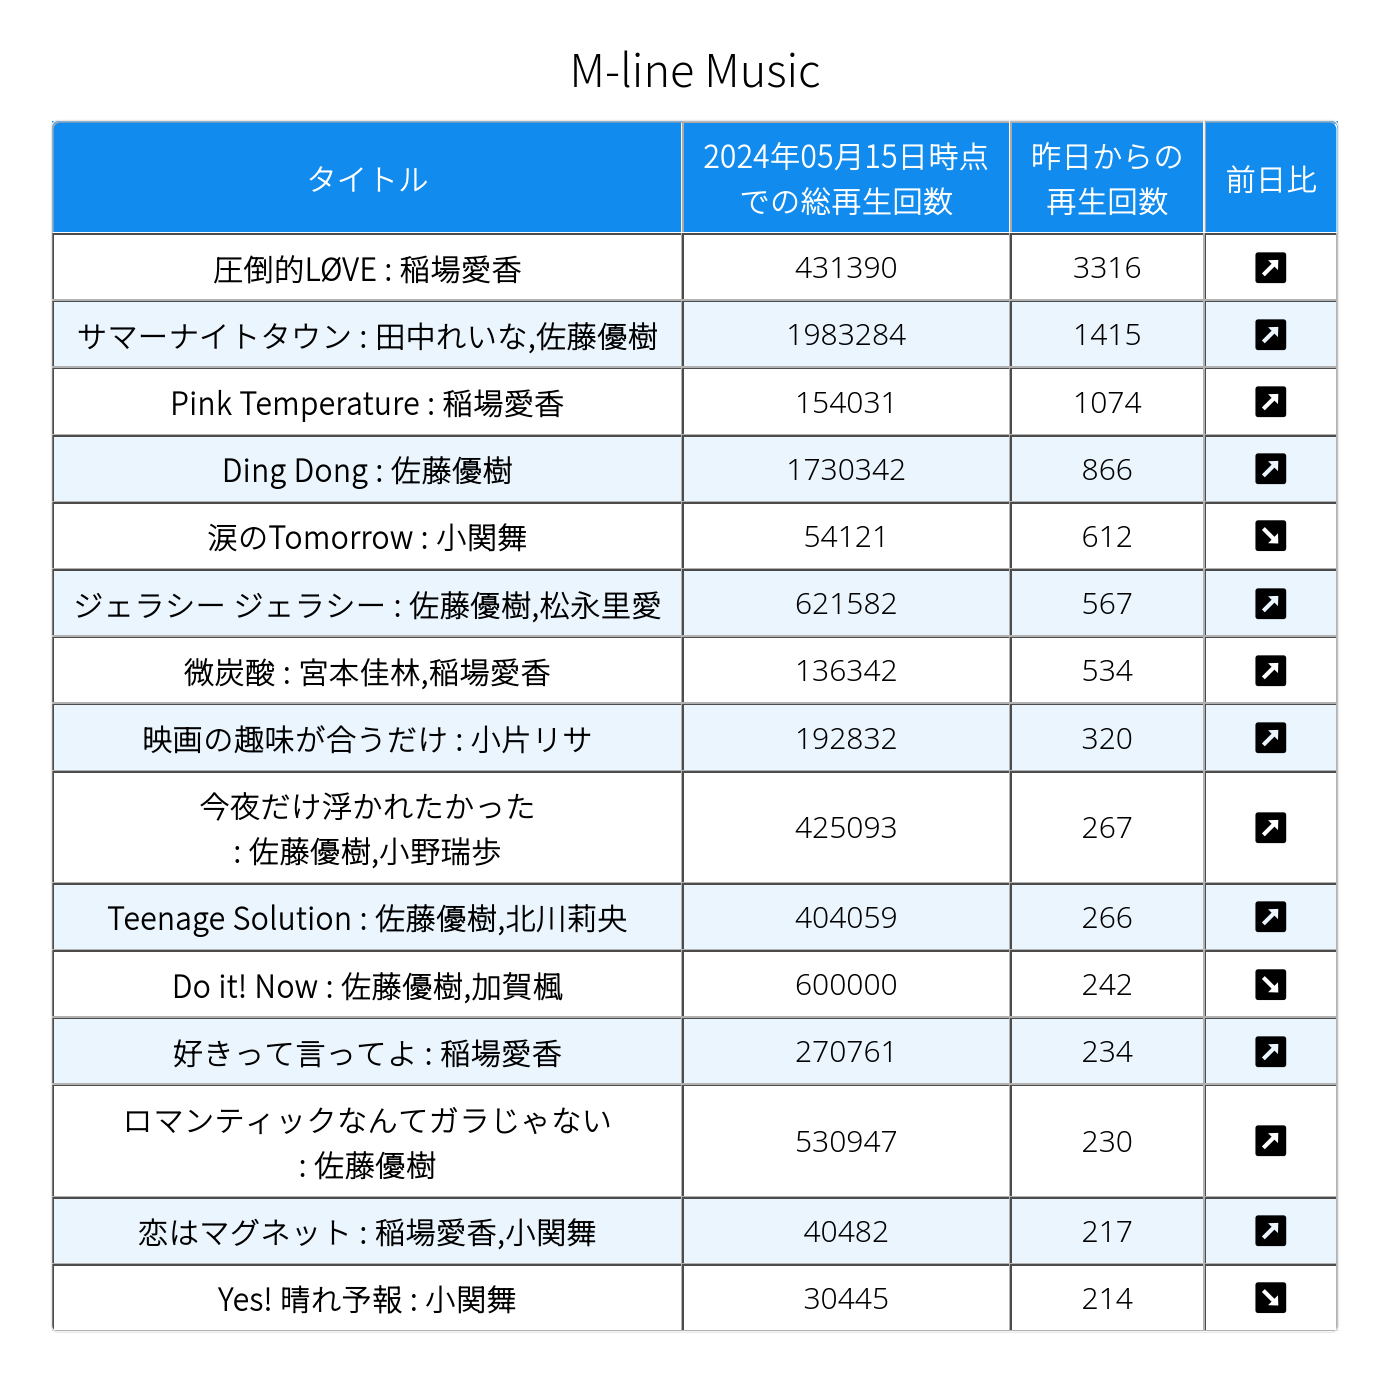 M-line Music
タイトル
2024年05月15日時点
での総再生回数
昨日からの
再生回数
前日比
圧倒的LØVE : 稲場愛香 431390 3316
サマーナイトタウン : 田中れいな,佐藤優樹 1983284 1415
Pink Temperature : 稲場愛香 154031 1074
Ding Dong : 佐藤優樹 1730342 866
涙のTomorrow : 小関舞 54121 612
ジェラシー ジェラシー : 佐藤優樹,松永里愛 621582 567
微炭酸 : 宮本佳林,稲場愛香 136342 534
映画の趣味が合うだけ : 小片リサ 192832 320
今夜だけ浮かれたかった
: 佐藤優樹,小野瑞歩 425093 267
Teenage Solution : 佐藤優樹,北川莉央 404059 266
Do it! Now : 佐藤優樹,加賀楓 600000 242
好きって言ってよ : 稲場愛香 270761 234
ロマンティックなんてガラじゃない
: 佐藤優樹 530947 230
恋はマグネット : 稲場愛香,小関舞 40482 217
Yes! 晴れ予報 : 小関舞 30445 214